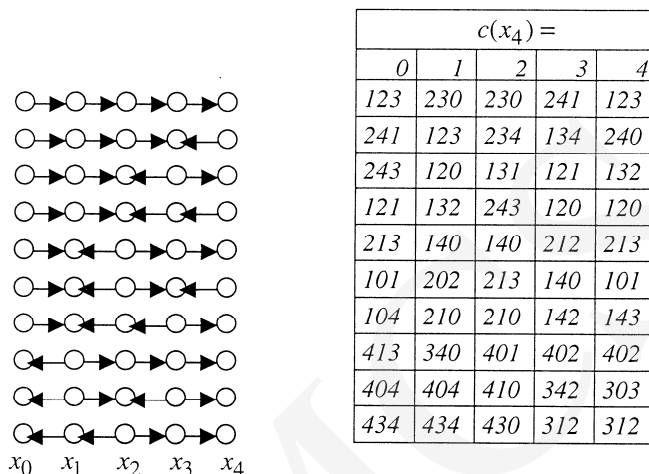 c(x4) =
0 1 2 3 4
123 230 230 241 123
241 123 234 134 240
243 120 131 121 132
121 132 243 120 120
213 140 140 212 213
101 202 213 140 101
104 210 210 142 143
413 340 401 402 402
404 404 410 342 303
434 434 430 312 312
x0 x1 x2 x3 x4